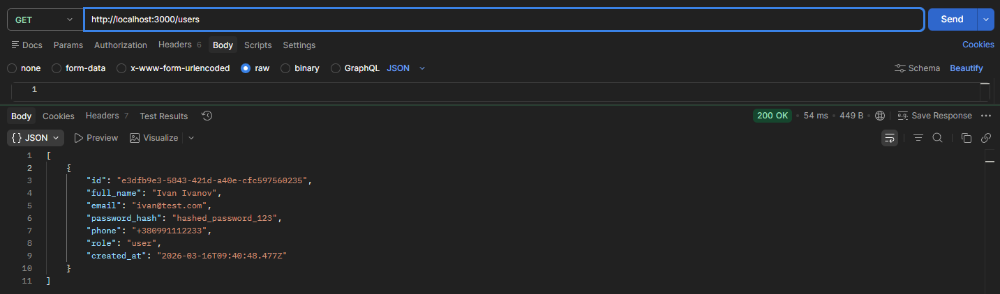 GET http://localhost:3000/users Send
Docs Params Authorization Headers 6 Body Scripts Settings Cookies
none form-data x-www-form-urlencoded raw binary GraphQL JSON Schema Beautify
1
Body Cookies Headers 7 Test Results 200 OK • 54 ms • 449 B • e.g. Save Response
{} JSON Preview Visualize
1 [
2 {
3 "id": "e3dfb9e3-5843-421d-a40e-cfc597560235",
4 "full_name": "Ivan Ivanov",
5 "email": "ivan@test.com",
6 "password_hash": "hashed_password_123",
7 "phone": "+380991112233",
8 "role": "user",
9 "created_at": "2026-03-16T09:40:48.477Z"
10 }
11 ]